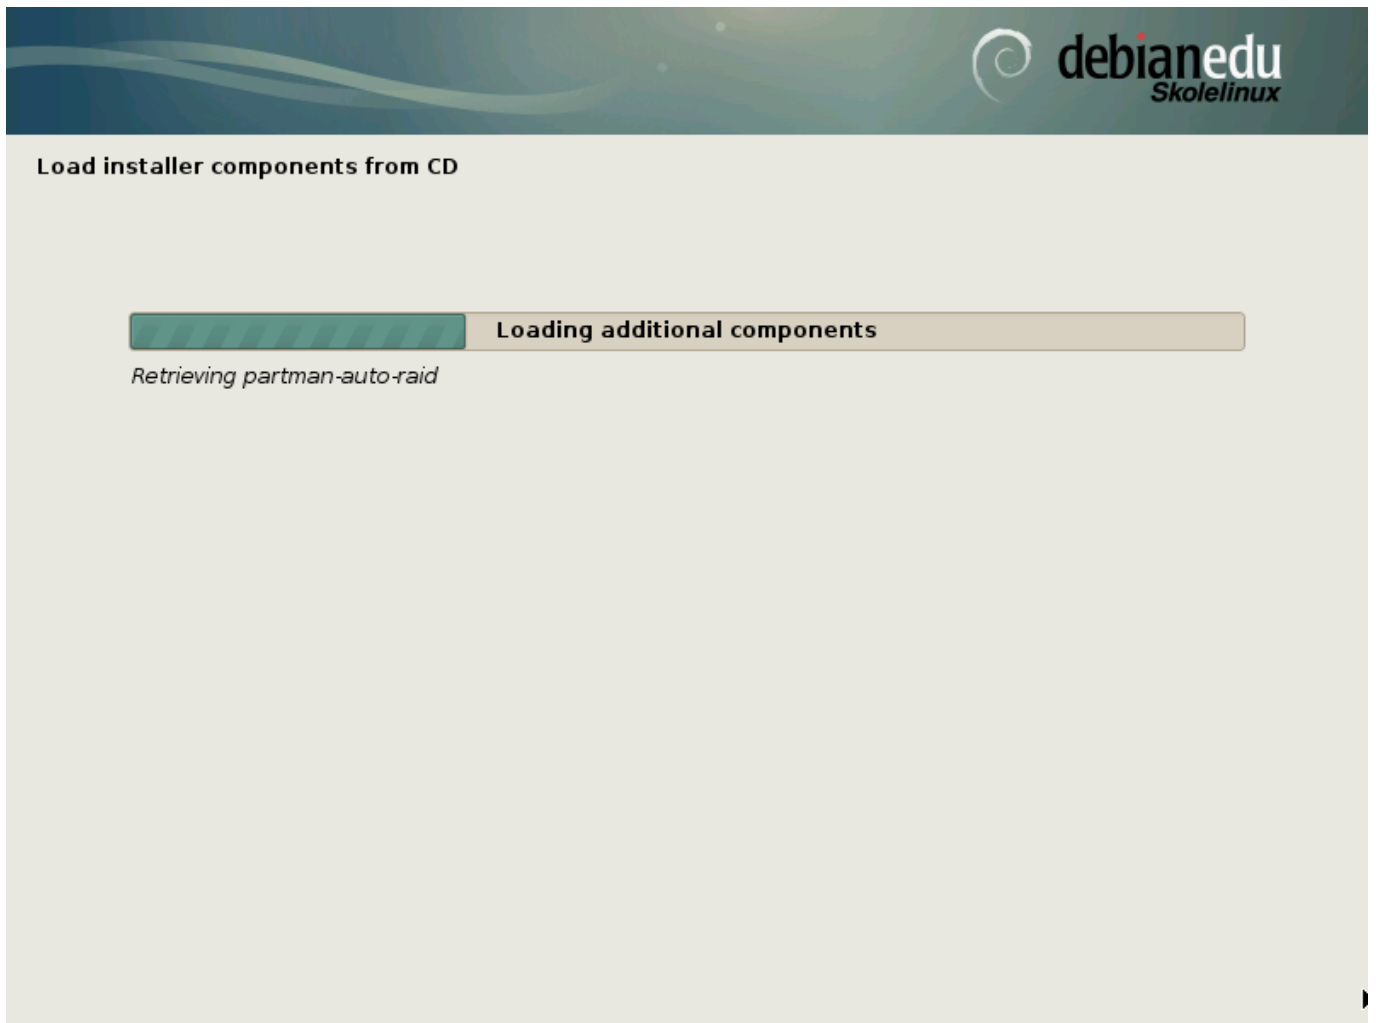 debianedu
Skolelinux
Load installer components from CD
Loading additional components
Retrieving partman-auto-raid